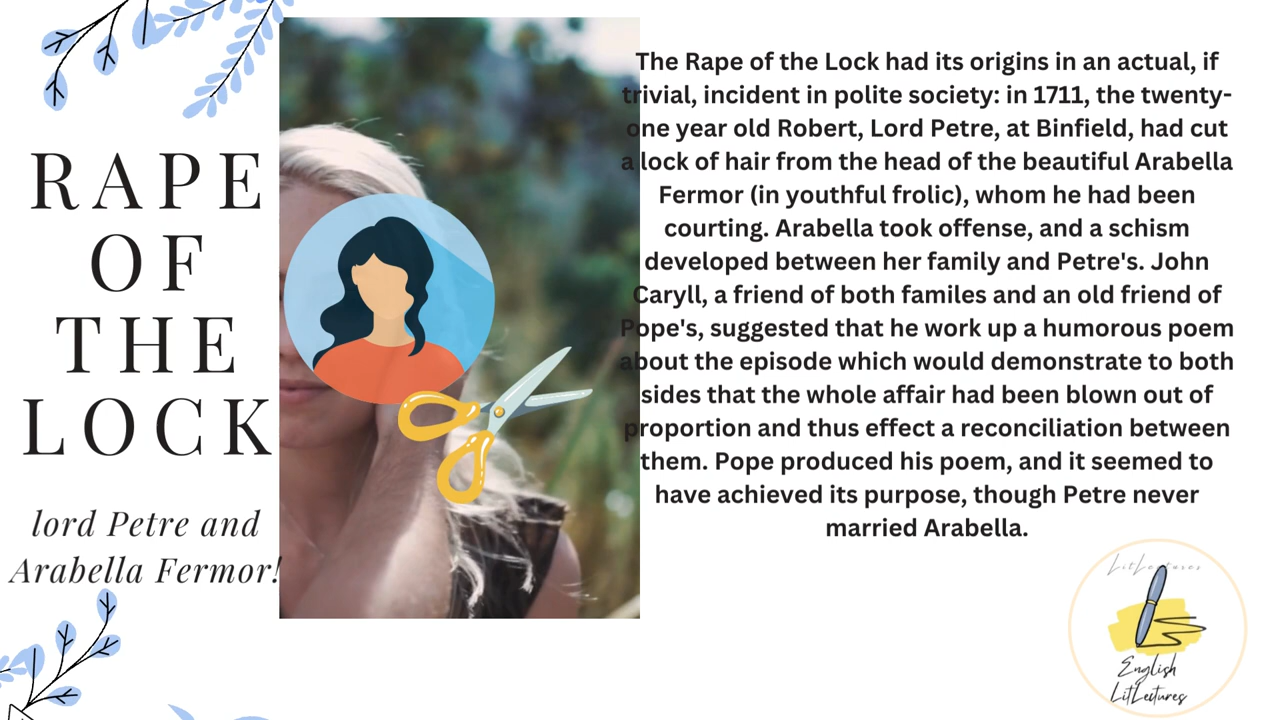 RAPE
OF
THE
LOCK
lord Petre and
Arabella Fermor!
The Rape of the Lock had its origins in an actual, if
trivial, incident in polite society: in 1711, the twenty-
one year old Robert, Lord Petre, at Binfield, had cut
a lock of hair from the head of the beautiful Arabella
Fermor (in youthful frolic), whom he had been
courting. Arabella took offense, and a schism
developed between her family and Petre's. John
Caryll, a friend of both familes and an old friend of
Pope's, suggested that he work up a humorous poem
about the episode which would demonstrate to both
sides that the whole affair had been blown out of
proportion and thus effect a reconciliation between
them. Pope produced his poem, and it seemed to
have achieved its purpose, though Petre never
married Arabella.
LitLectures
English
LitLectures